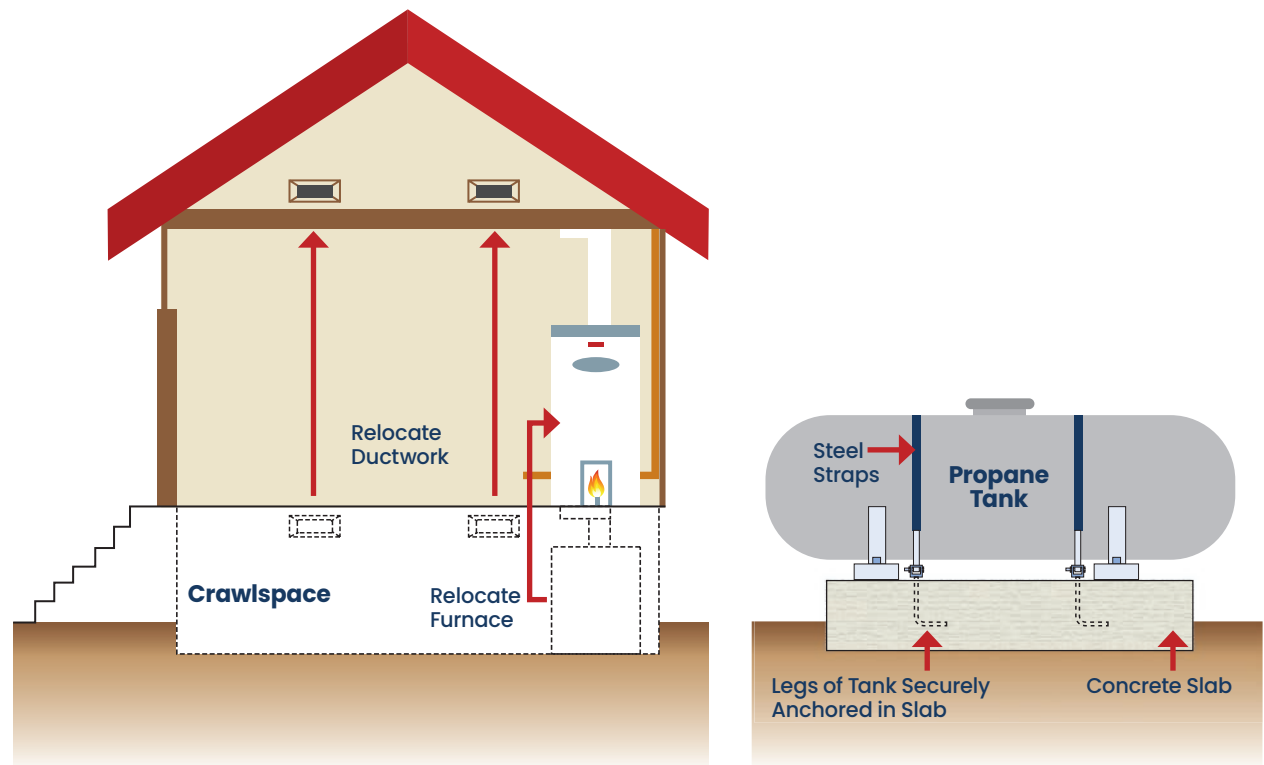 Relocate
Ductwork
Crawlspace
Relocate
Furnace
Steel
Straps
Propane
Tank
Legs of Tank Securely
Anchored in Slab
Concrete Slab